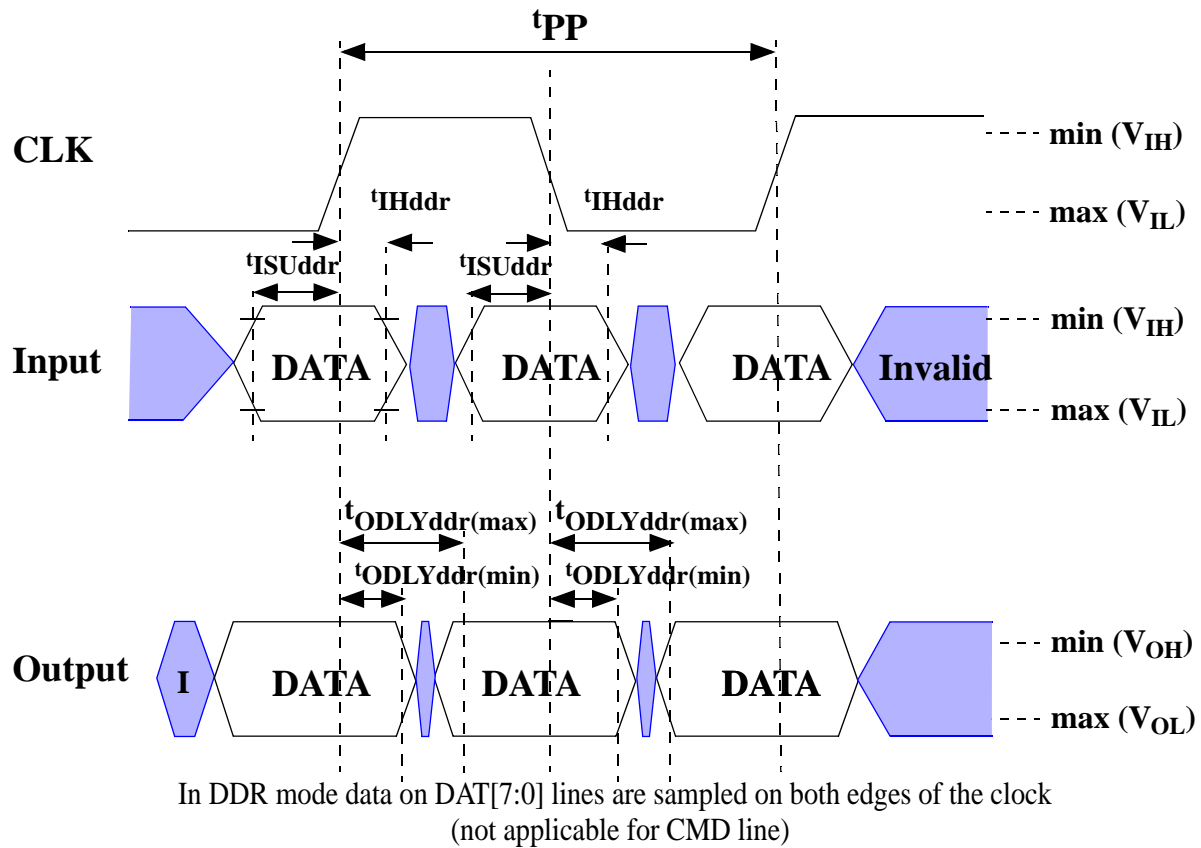 tPP
CLK
min (VIH)
max (VIL)
tIHddr
tIHddr
tISUddr
tISUddr
Input
DATA
DATA
DATA
Invalid
min (VIH)
max (VIL)
tODLYddr(max)
tODLYddr(max)
tODLYddr(min)
tODLYddr(min)
Output
I
DATA
DATA
DATA
min (VOH)
max (VOL)
In DDR mode data on DAT[7:0] lines are sampled on both edges of the clock
(not applicable for CMD line)